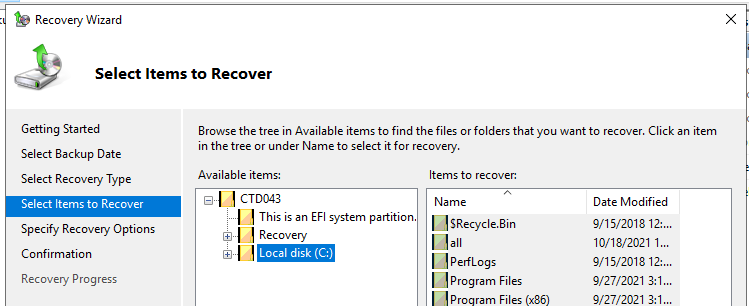 Recovery Wizard
Select Items to Recover
Getting Started
Select Backup Date
Select Recovery Type
Select Items to Recover
Specify Recovery Options
Confirmation
Recovery Progress
Browse the tree in Available items to find the files or folders that you want to recover. Click an item
in the tree or under Name to select it for recovery.
Available items:
CTD043
This is an EFI system partition.
Recovery
Local disk (C:)
Items to recover:
Name Date Modified
$Recycle.Bin 9/15/2018 12:...
all 10/18/2021 1...
PerfLogs 9/15/2018 12:...
Program Files 9/27/2021 3:1...
Program Files (x86) 9/27/2021 3:1...